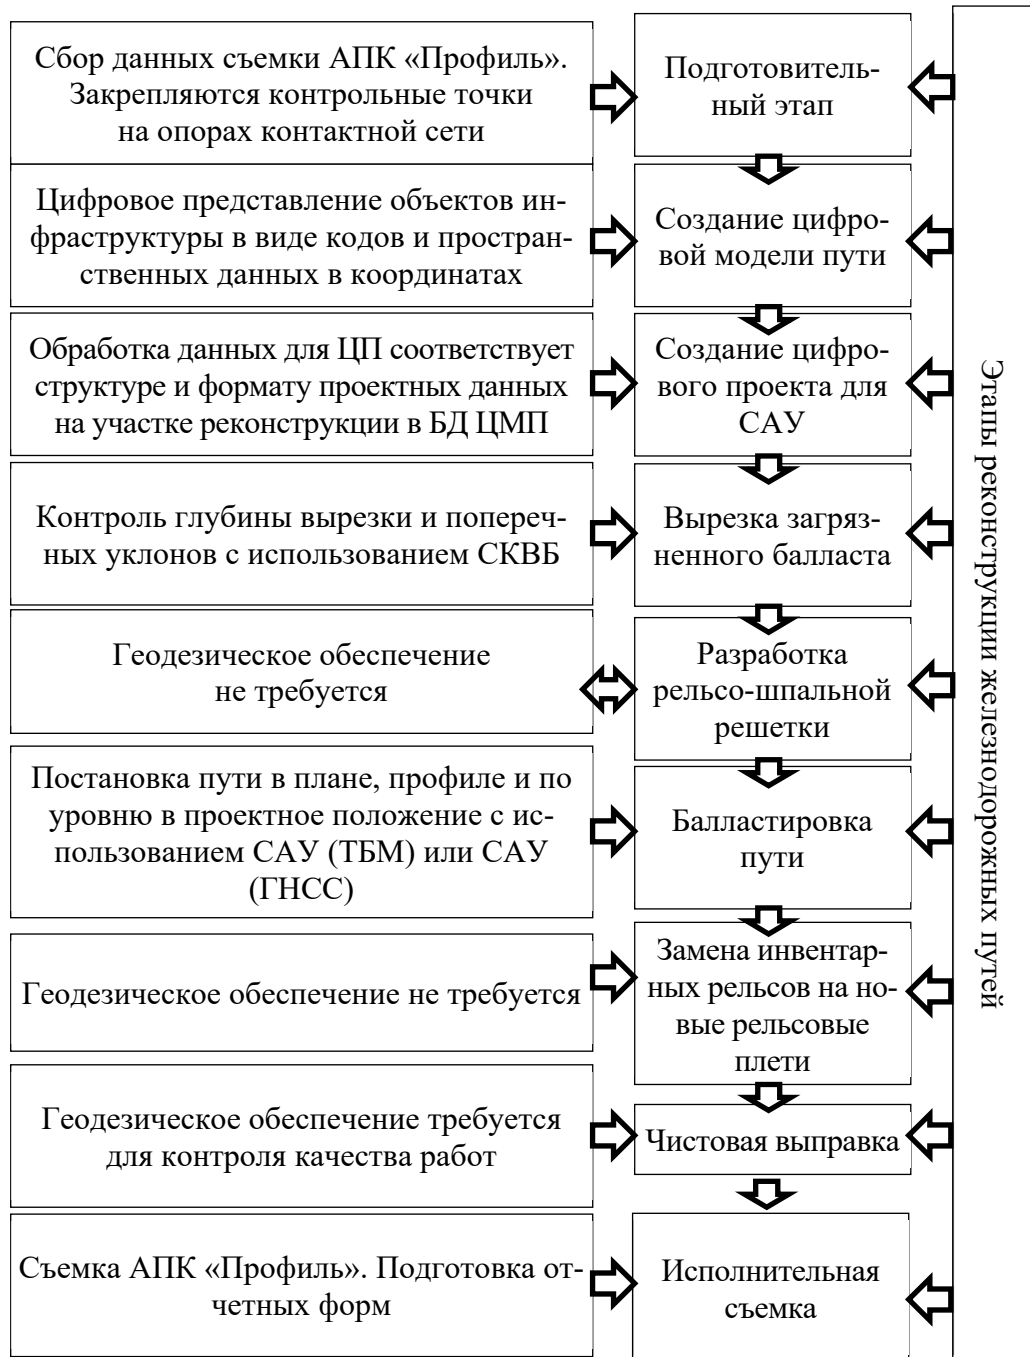 Сбор данных съемки АПК «Профиль».
Закрепляются контрольные точки
на опорах контактной сети
Подготовитель-
ный этап
Цифровое представление объектов ин-
фраструктуры в виде кодов и простран-
ственных данных в координатах
Создание цифро-
вой модели пути
Обработка данных для ЦП соответствует
структуре и формату проектных данных
на участке реконструкции в БД ЦМП
Создание цифро-
вого проекта для
САУ
Контроль глубины вырезки и попереч-
ных уклонов с использованием СКВБ
Вырезка загряз-
ненного балласта
Геодезическое обеспечение
не требуется
Разработка
рельсо-шпальной
решетки
Постановка пути в плане, профиле и по
уровню в проектное положение с ис-
пользованием САУ (ТБМ) или САУ
(ГНСС)
Балластировка
пути
Геодезическое обеспечение не требуется
Замена инвентар-
ных рельсов на но-
вые рельсовые
плети
Геодезическое обеспечение требуется
для контроля качества работ
Чистовая выправка
Съемка АПК «Профиль». Подготовка от-
четных форм
Исполнительная
съемка
Этапы реконструкции железнодорожных путей